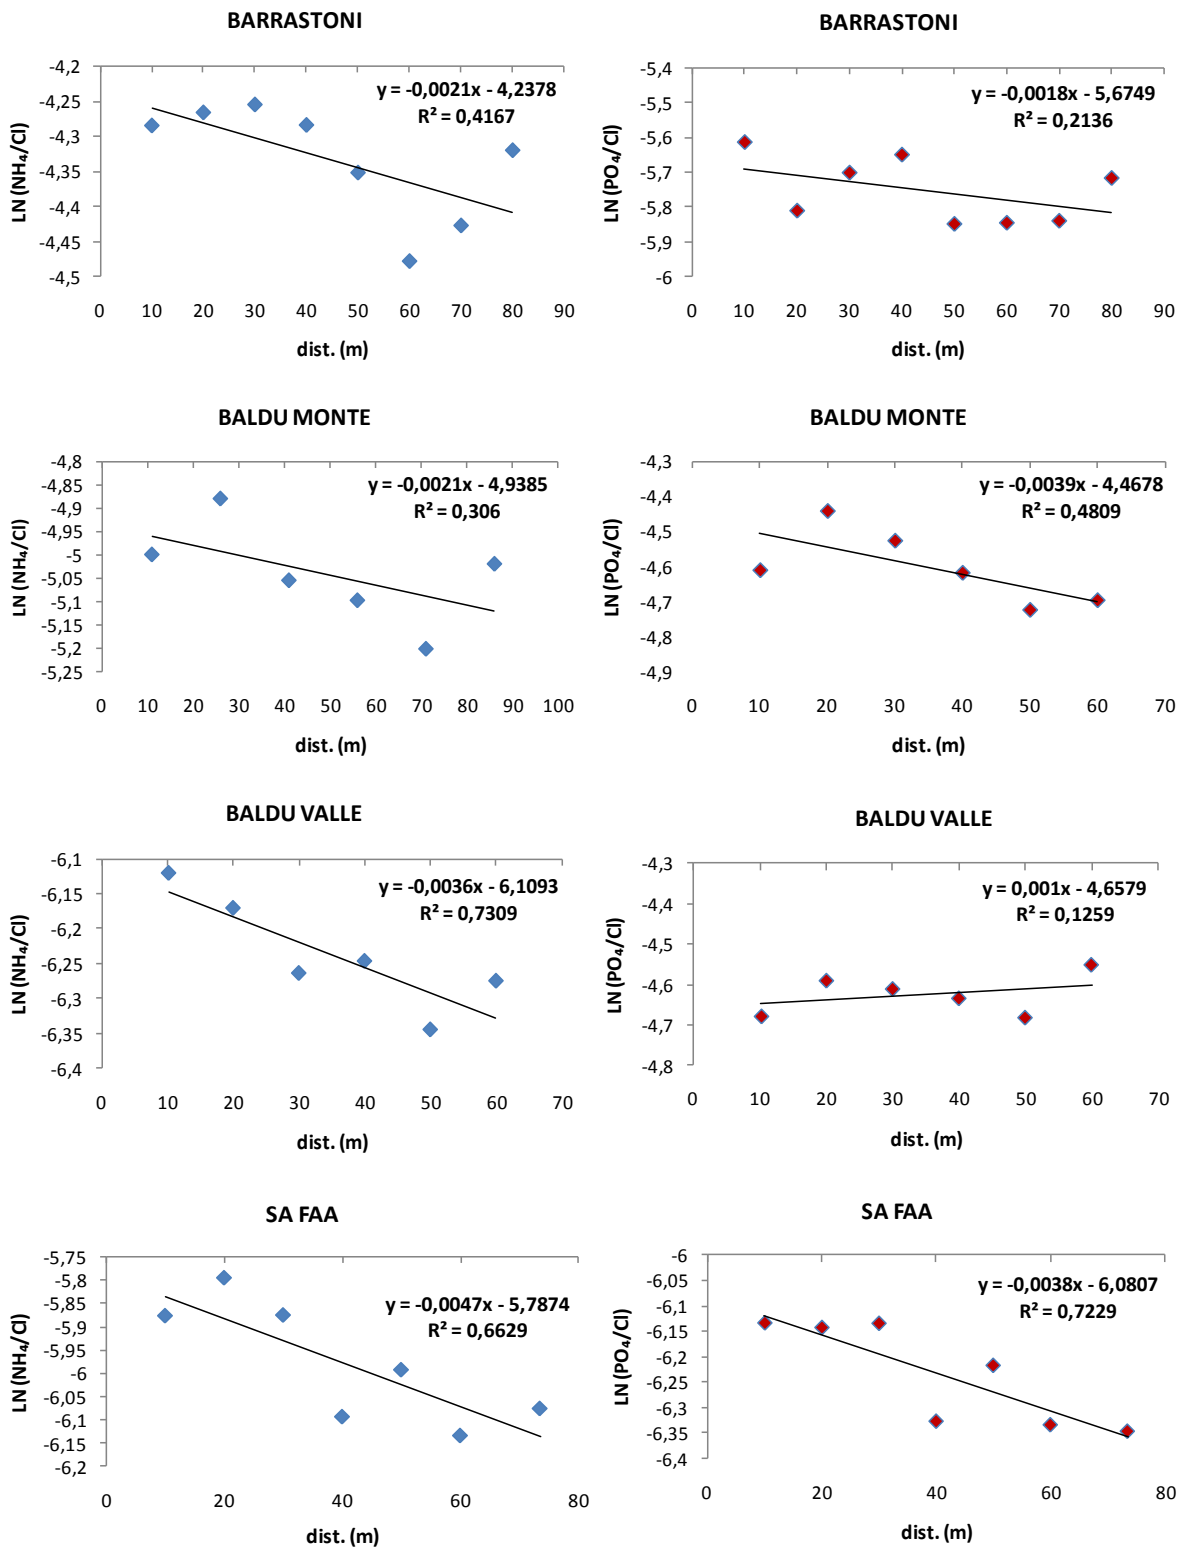 BARRASTONI
y = -0,0021x - 4,2378
R² = 0,4167
LN (NH₄/Cl)
-4,2
-4,25
-4,3
-4,35
-4,4
-4,45
-4,5
0 10 20 30 40 50 60 70 80 90
dist. (m)
BARRASTONI
y = -0,0018x - 5,6749
R² = 0,2136
LN (PO₄/Cl)
-5,4
-5,5
-5,6
-5,7
-5,8
-5,9
-6
0 10 20 30 40 50 60 70 80 90
dist. (m)
BALDU MONTE
y = -0,0021x - 4,9385
R² = 0,306
LN (NH₄/Cl)
-4,8
-4,85
-4,9
-4,95
-5
-5,05
-5,1
-5,15
-5,2
-5,25
0 10 20 30 40 50 60 70 80 90 100
dist. (m)
BALDU MONTE
y = -0,0039x - 4,4678
R² = 0,4809
LN (PO₄/Cl)
-4,3
-4,4
-4,5
-4,6
-4,7
-4,8
-4,9
0 10 20 30 40 50 60 70
dist. (m)
BALDU VALLE
y = -0,0036x - 6,1093
R² = 0,7309
LN (NH₄/Cl)
-6,1
-6,15
-6,2
-6,25
-6,3
-6,35
-6,4
0 10 20 30 40 50 60 70
dist. (m)
BALDU VALLE
y = 0,001x - 4,6579
R² = 0,1259
LN (PO₄/Cl)
-4,3
-4,4
-4,5
-4,6
-4,7
-4,8
0 10 20 30 40 50 60 70
dist. (m)
SA FAA
y = -0,0047x - 5,7874
R² = 0,6629
LN (NH₄/Cl)
-5,75
-5,8
-5,85
-5,9
-5,95
-6
-6,05
-6,1
-6,15
-6,2
0 20 40 60 80
dist. (m)
SA FAA
y = -0,0038x - 6,0807
R² = 0,7229
LN (PO₄/Cl)
-6
-6,05
-6,1
-6,15
-6,2
-6,25
-6,3
-6,35
-6,4
0 20 40 60 80
dist. (m)